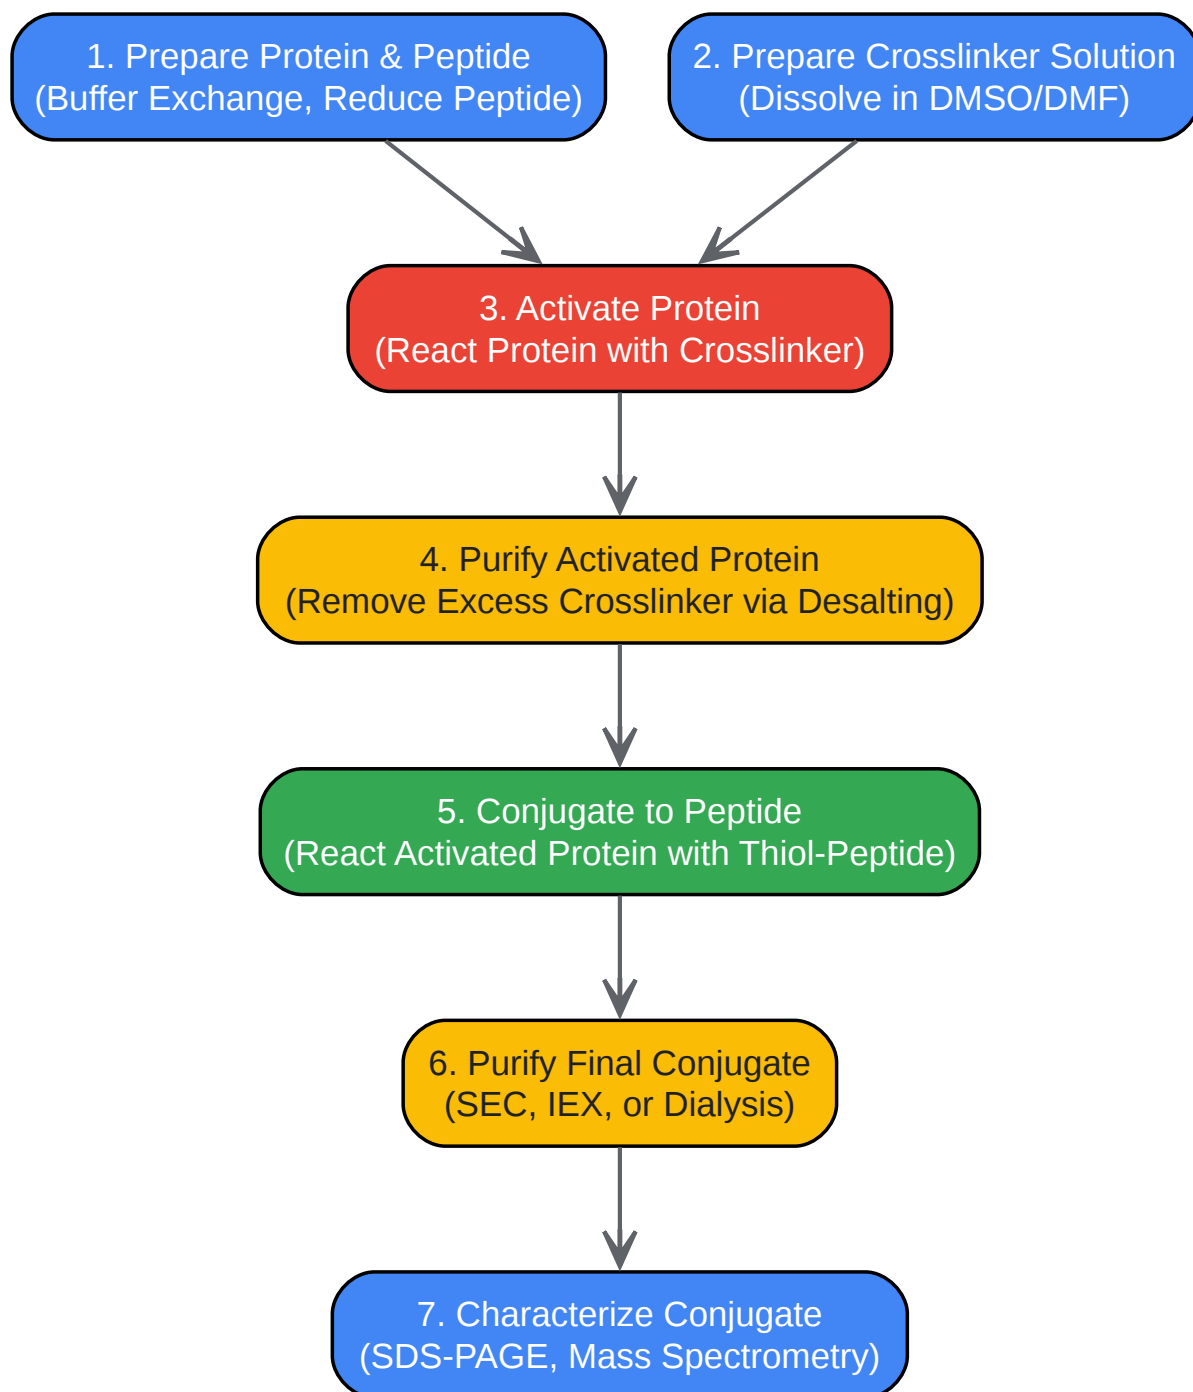 1. Prepare Protein & Peptide
(Buffer Exchange, Reduce Peptide)
2. Prepare Crosslinker Solution
(Dissolve in DMSO/DMF)
3. Activate Protein
(React Protein with Crosslinker)
4. Purify Activated Protein
(Remove Excess Crosslinker via Desalting)
5. Conjugate to Peptide
(React Activated Protein with Thiol-Peptide)
6. Purify Final Conjugate
(SEC, IEX, or Dialysis)
7. Characterize Conjugate
(SDS-PAGE, Mass Spectrometry)